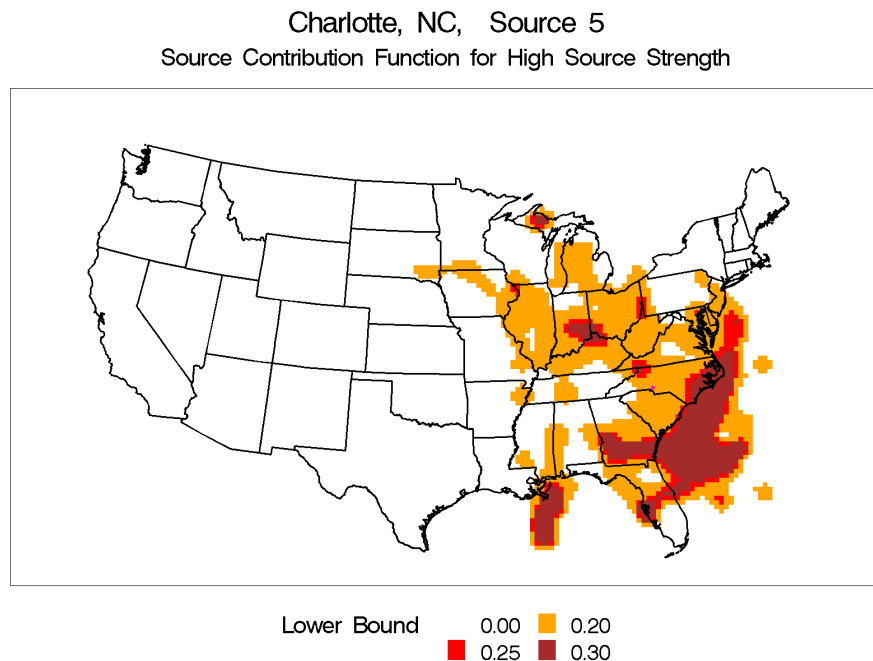 Charlotte, NC, Source 5
Source Contribution Function for High Source Strength
Lower Bound 0.00 0.20
0.25 0.30